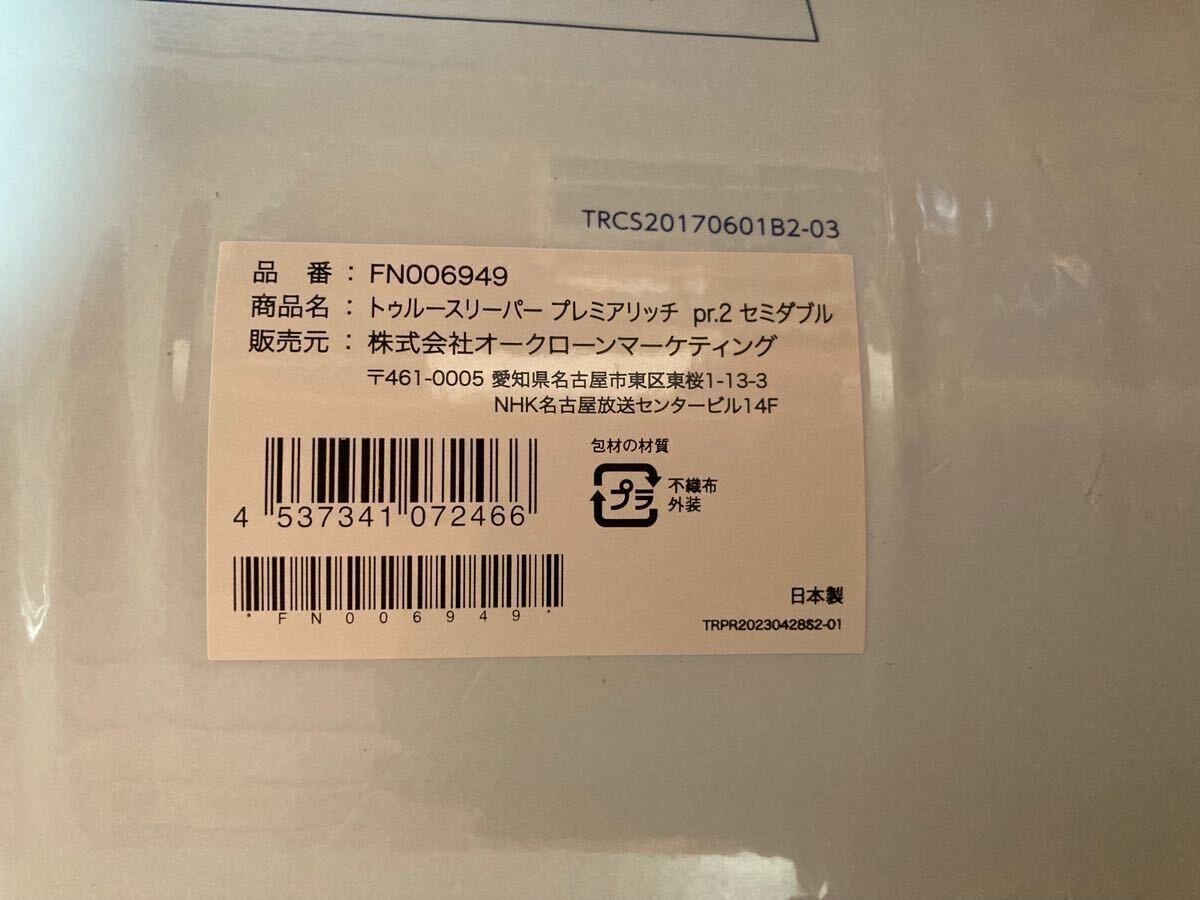 TRCS20170601B2-03
品 番 : FN006949
商品名 : トゥルースリーパー プレミアリッチ pr.2 セミダブル
販売元 : 株式会社オークローンマーケティング
〒461-0005 愛知県名古屋市東区東桜1-13-3
NHK名古屋放送センタービル14F
包材の材質
プラ
不織布
外装
4 537341 072466
*FN006949*
日本製
TRPR20230428S2-01